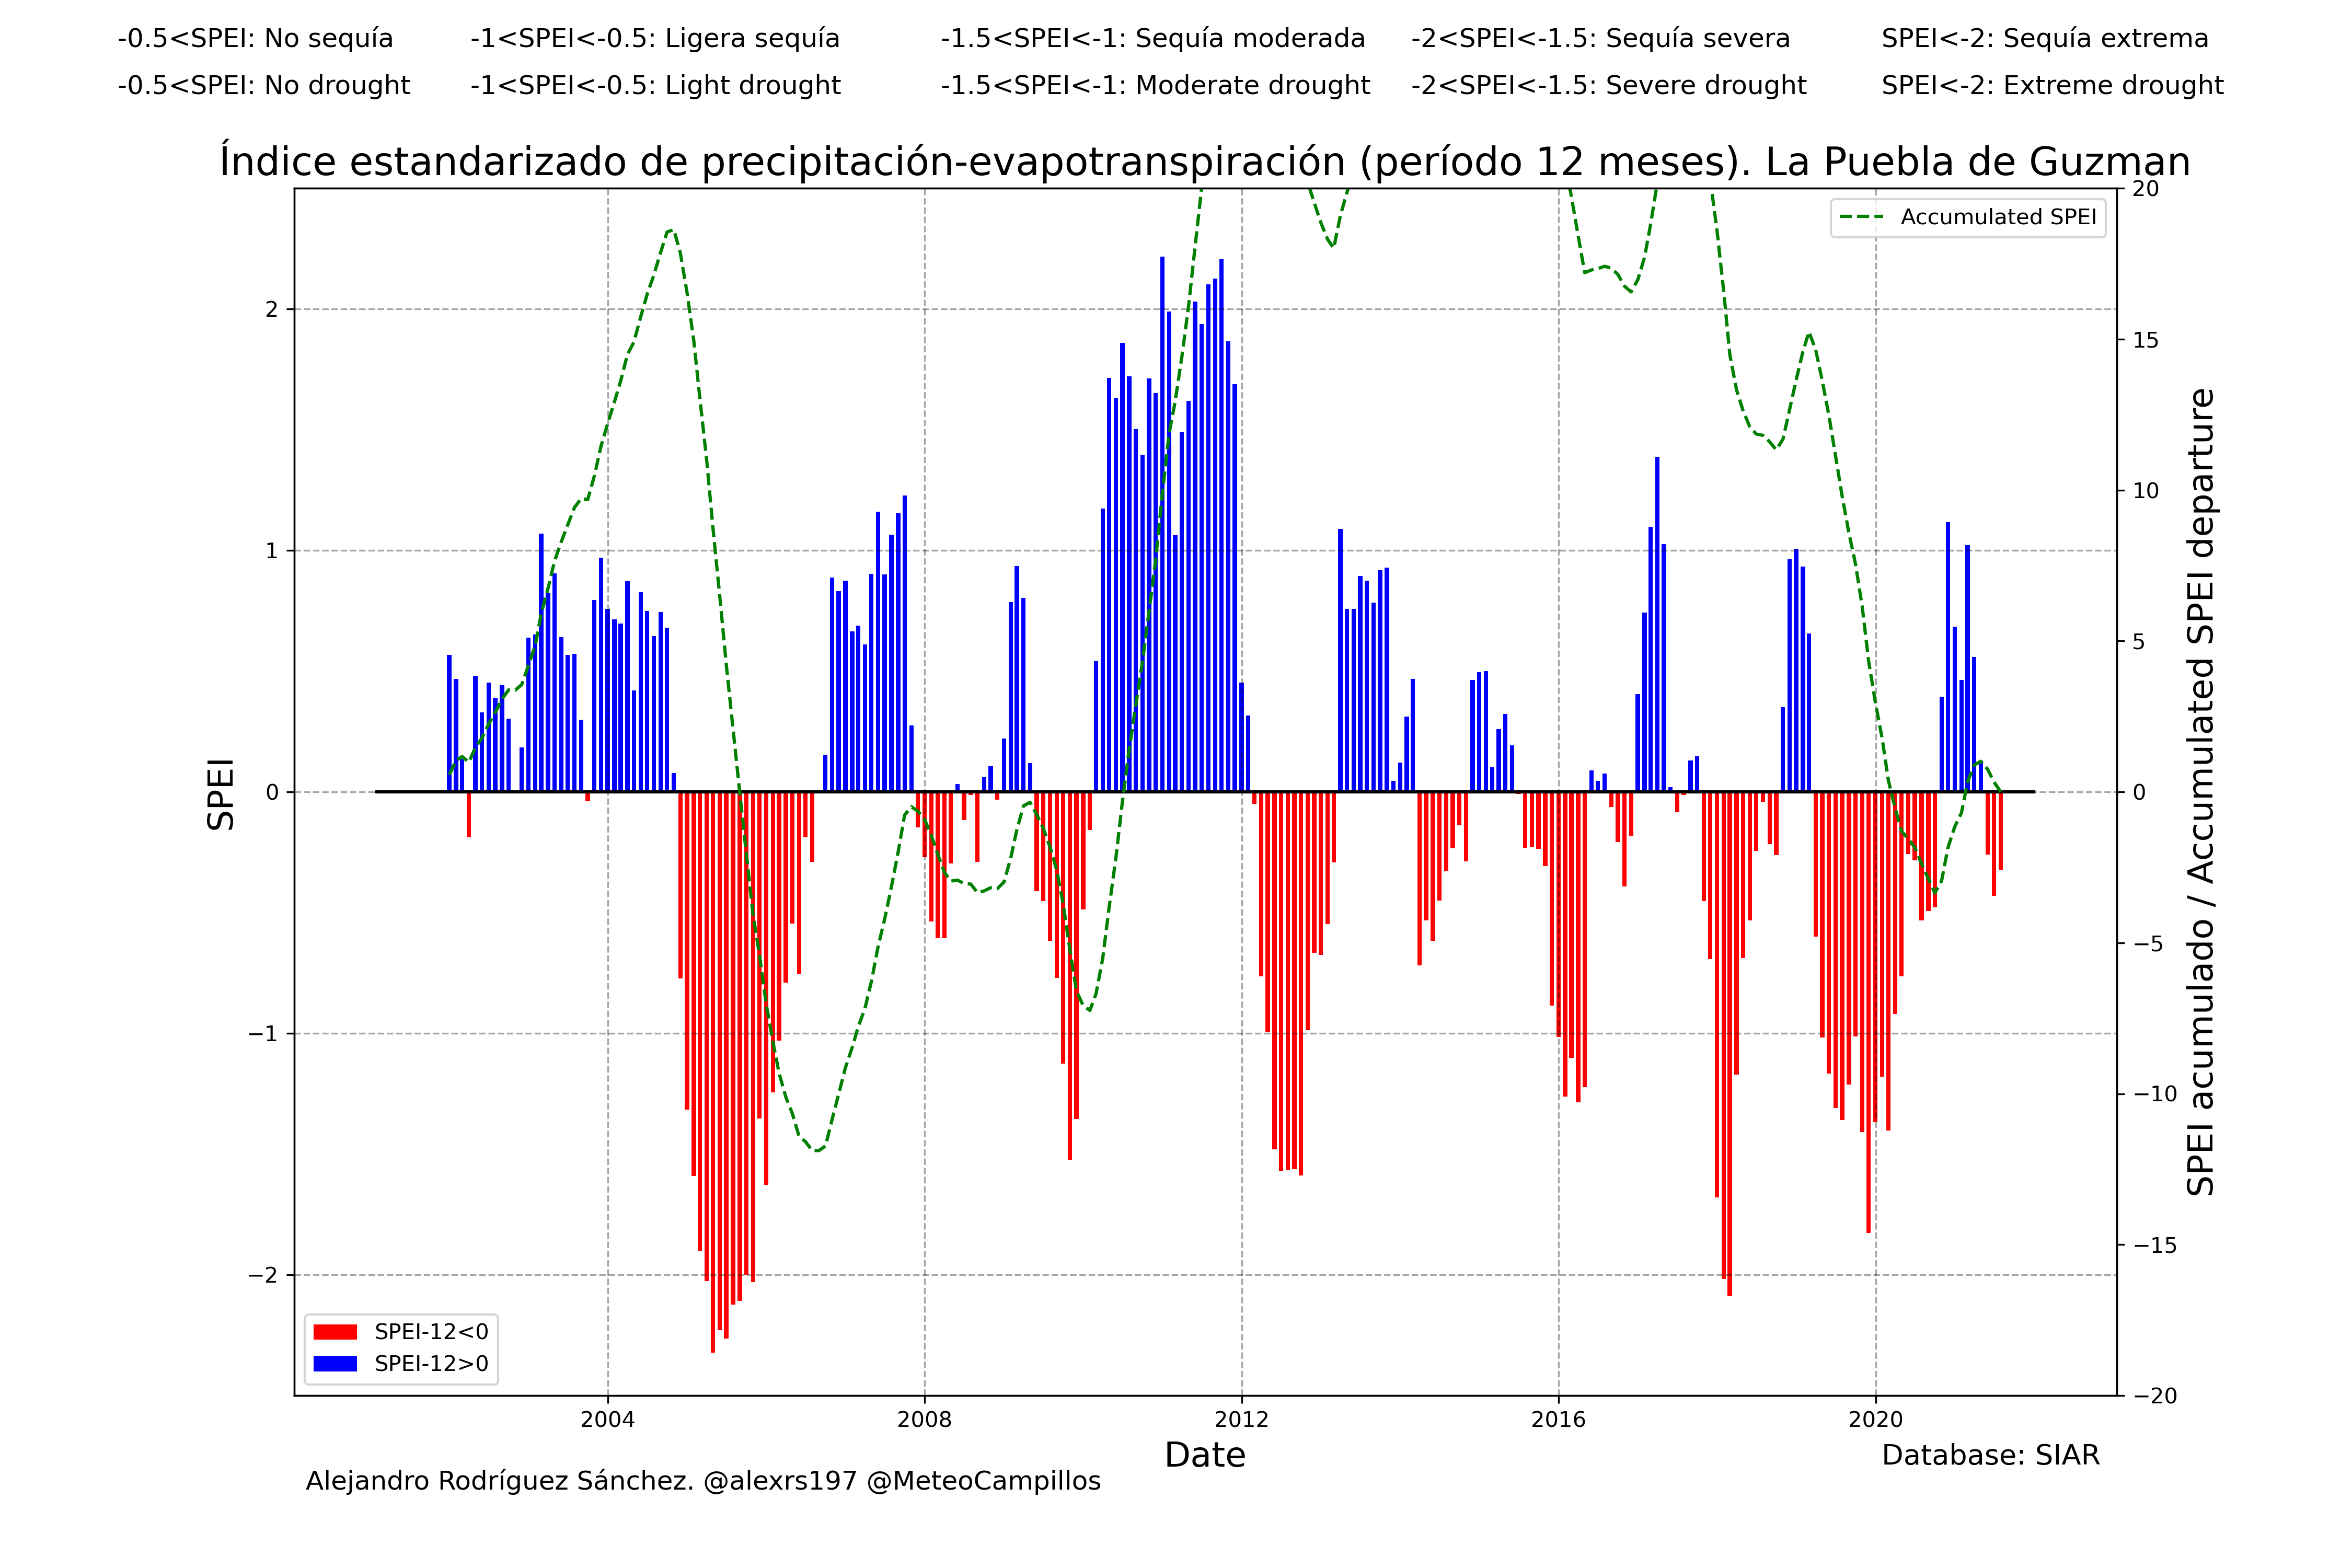 -0.5<SPEI: No sequía -1<SPEI<-0.5: Ligera sequía -1.5<SPEI<-1: Sequía moderada -2<SPEI<-1.5: Sequía severa SPEI<-2: Sequía extrema
-0.5<SPEI: No drought -1<SPEI<-0.5: Light drought -1.5<SPEI<-1: Moderate drought -2<SPEI<-1.5: Severe drought SPEI<-2: Extreme drought
Índice estandarizado de precipitación-evapotranspiración (período 12 meses). La Puebla de Guzman
Accumulated SPEI
SPEI
2
1
0
−1
−2
20
15
10
5
0
−5
−10
−15
−20
SPEI acumulado / Accumulated SPEI departure
SPEI-12<0
SPEI-12>0
2004 2008 2012 2016 2020
Date
Database: SIAR
Alejandro Rodríguez Sánchez. @alexrs197 @MeteoCampillos